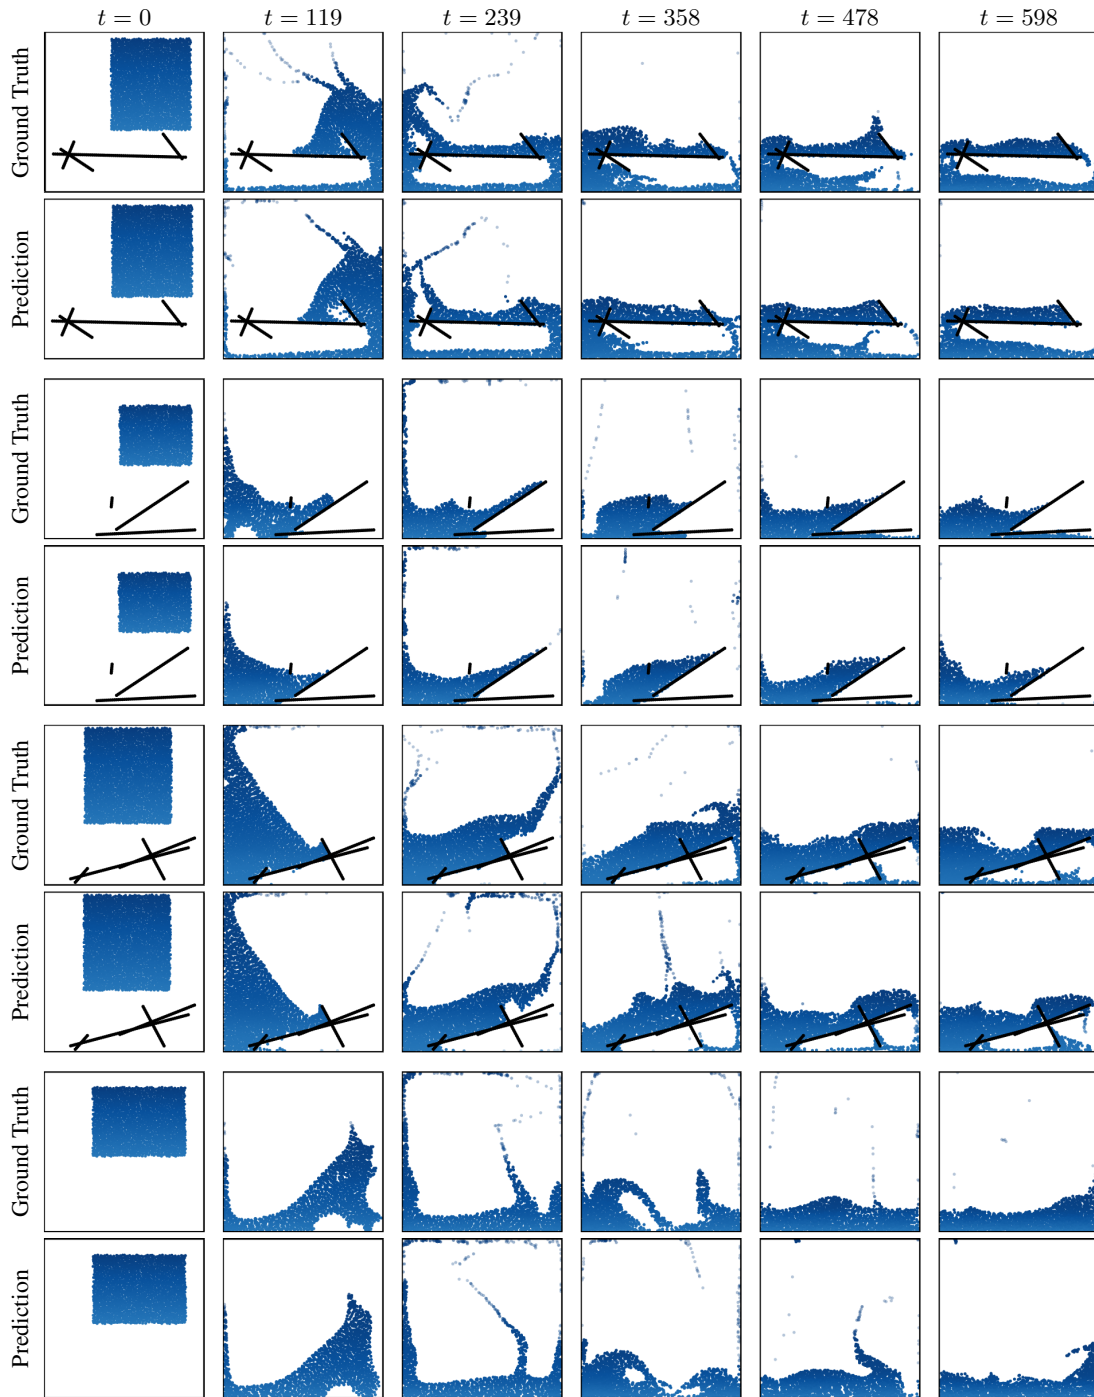 t = 0 t = 119 t = 239 t = 358 t = 478 t = 598
Ground Truth
Prediction
Ground Truth
Prediction
Ground Truth
Prediction
Ground Truth
Prediction